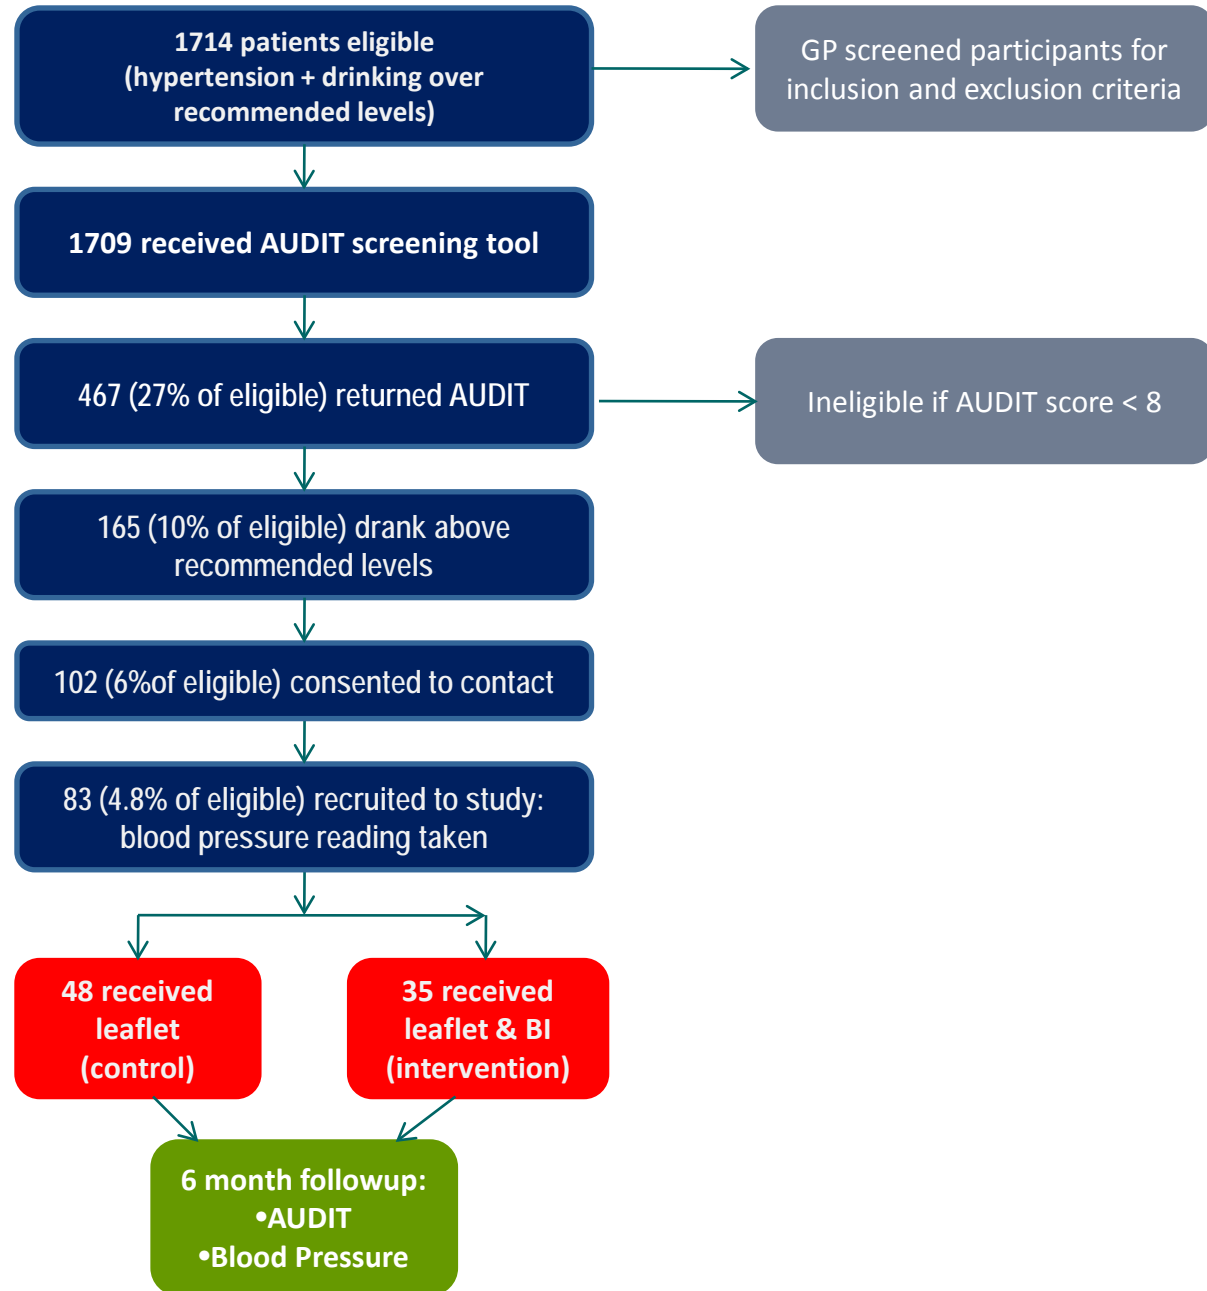 1714 patients eligible
(hypertension + drinking over
recommended levels)
GP screened participants for
inclusion and exclusion criteria
1709 received AUDIT screening tool
467 (27% of eligible) returned AUDIT
Ineligible if AUDIT score < 8
165 (10% of eligible) drank above
recommended levels
102 (6%of eligible) consented to contact
83 (4.8% of eligible) recruited to study:
blood pressure reading taken
48 received
leaflet
(control)
35 received
leaflet & BI
(intervention)
6 month followup:
•AUDIT
•Blood Pressure